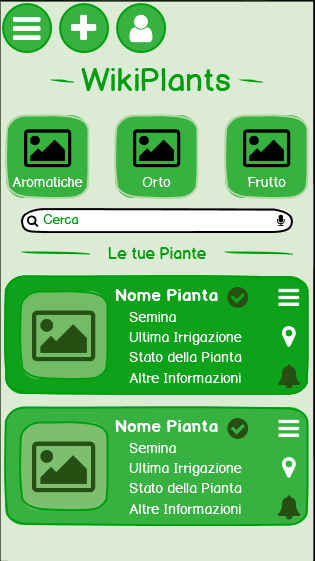 WikiPlants
Aromatiche
Orto
Frutto
Cerca
Le tue Piante
Nome Pianta
Semina
Ultima Irrigazione
Stato della Pianta
Altre Informazioni
Nome Pianta
Semina
Ultima Irrigazione
Stato della Pianta
Altre Informazioni